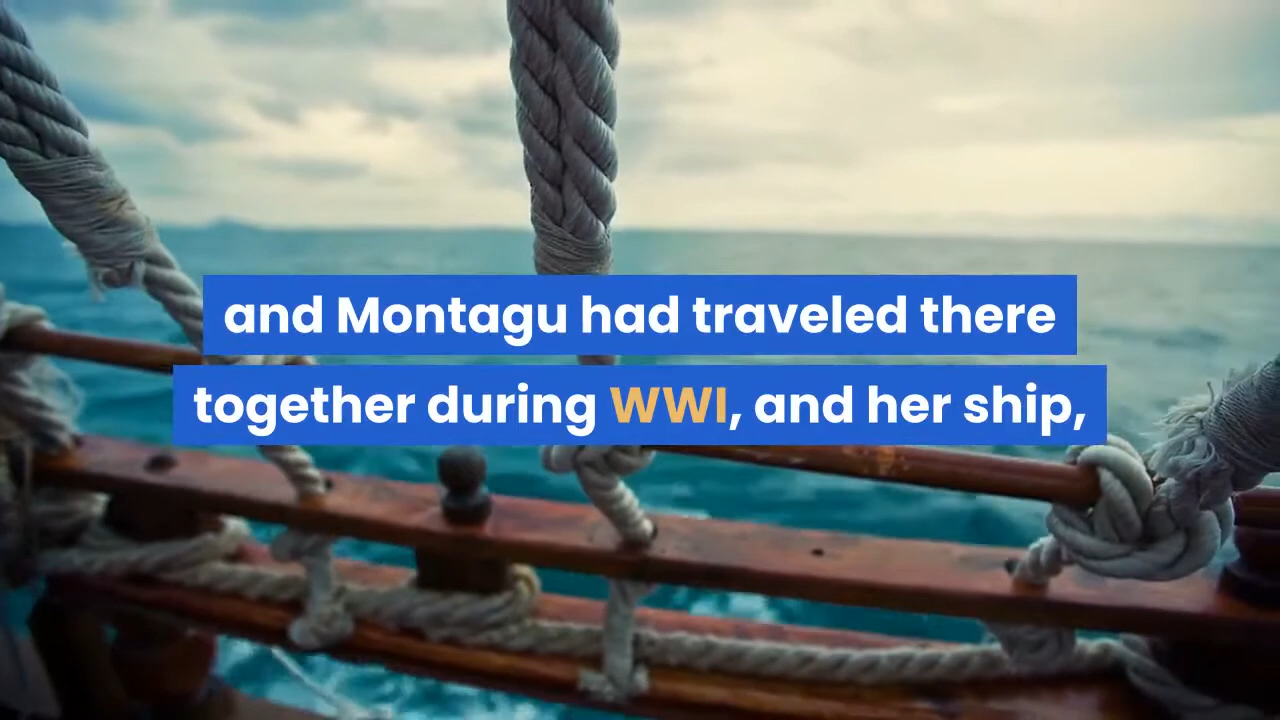 and Montagu had traveled there
together during WWI, and her ship,